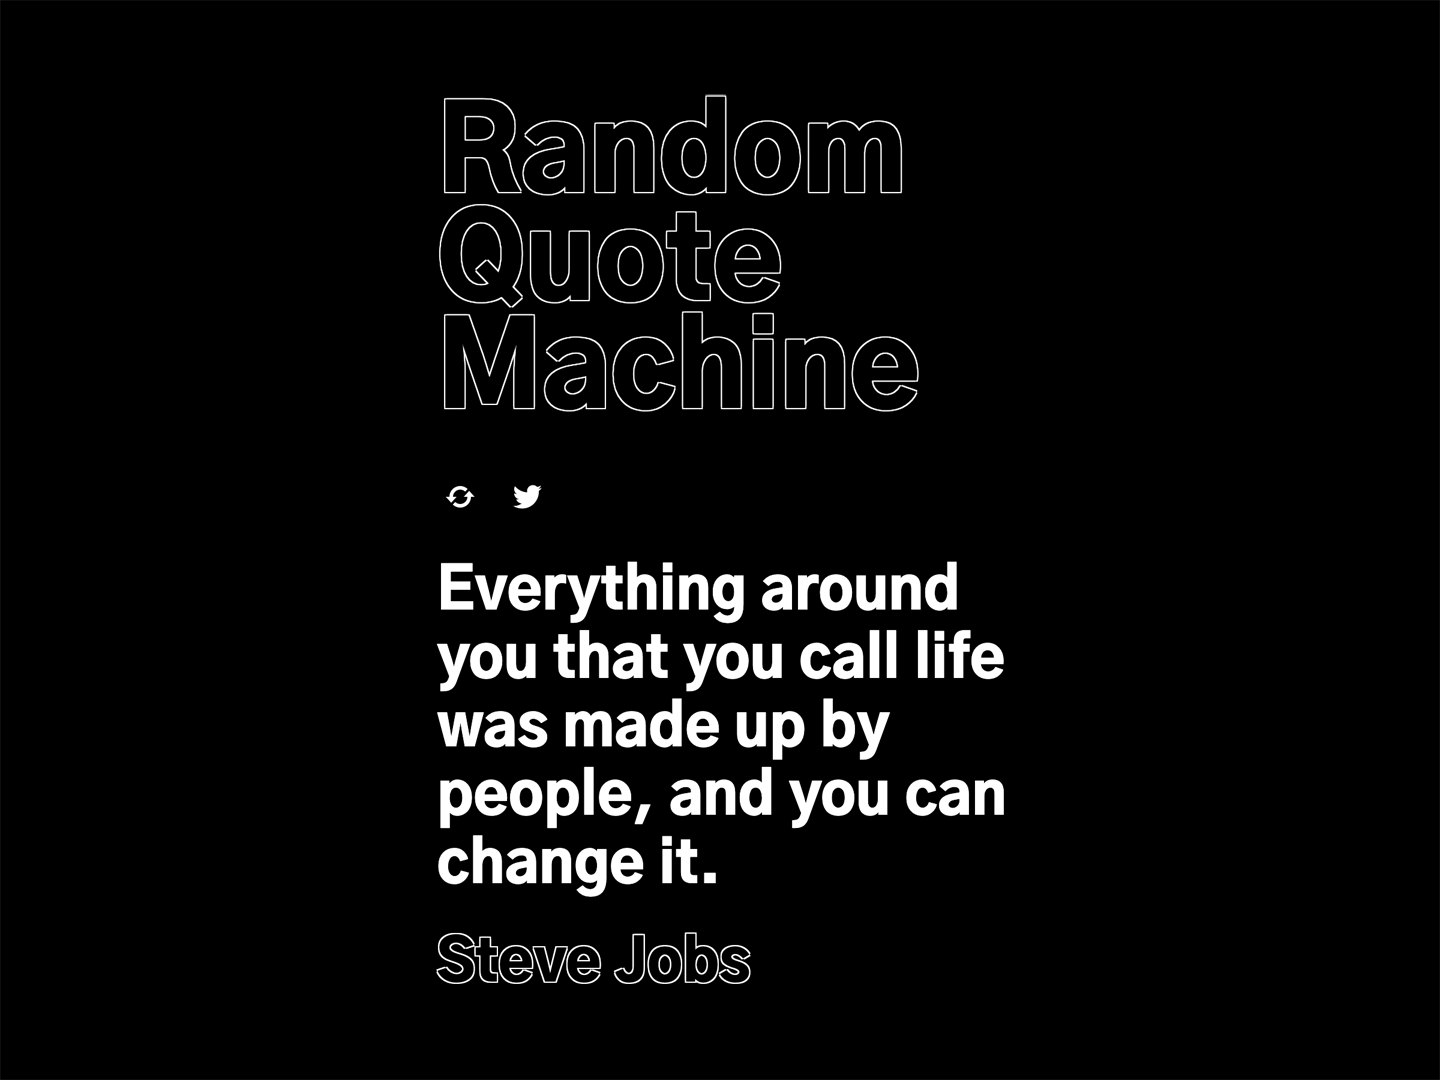 Random
Quote
Machine
Everything around
you that you call life
was made up by
people, and you can
change it.
Steve Jobs